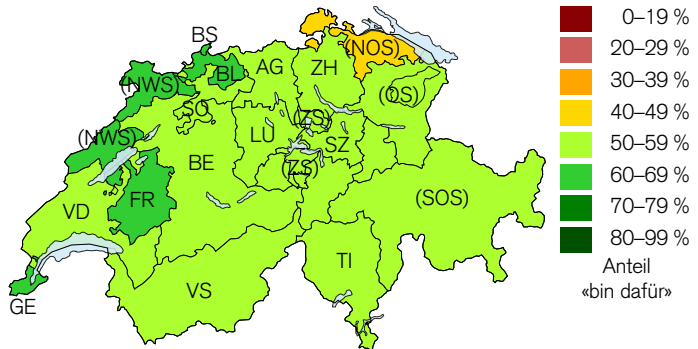 BS
(NOS)
(NWS)
BL
AG
ZH
(OS)
SO
(ZS)
(NWS)
LU
SZ
BE
(ZS)
FR
VD
(SOS)
TI
VS
GE
0–19 %
20–29 %
30–39 %
40–49 %
50–59 %
60–69 %
70–79 %
80–99 %
Anteil
«bin dafür»